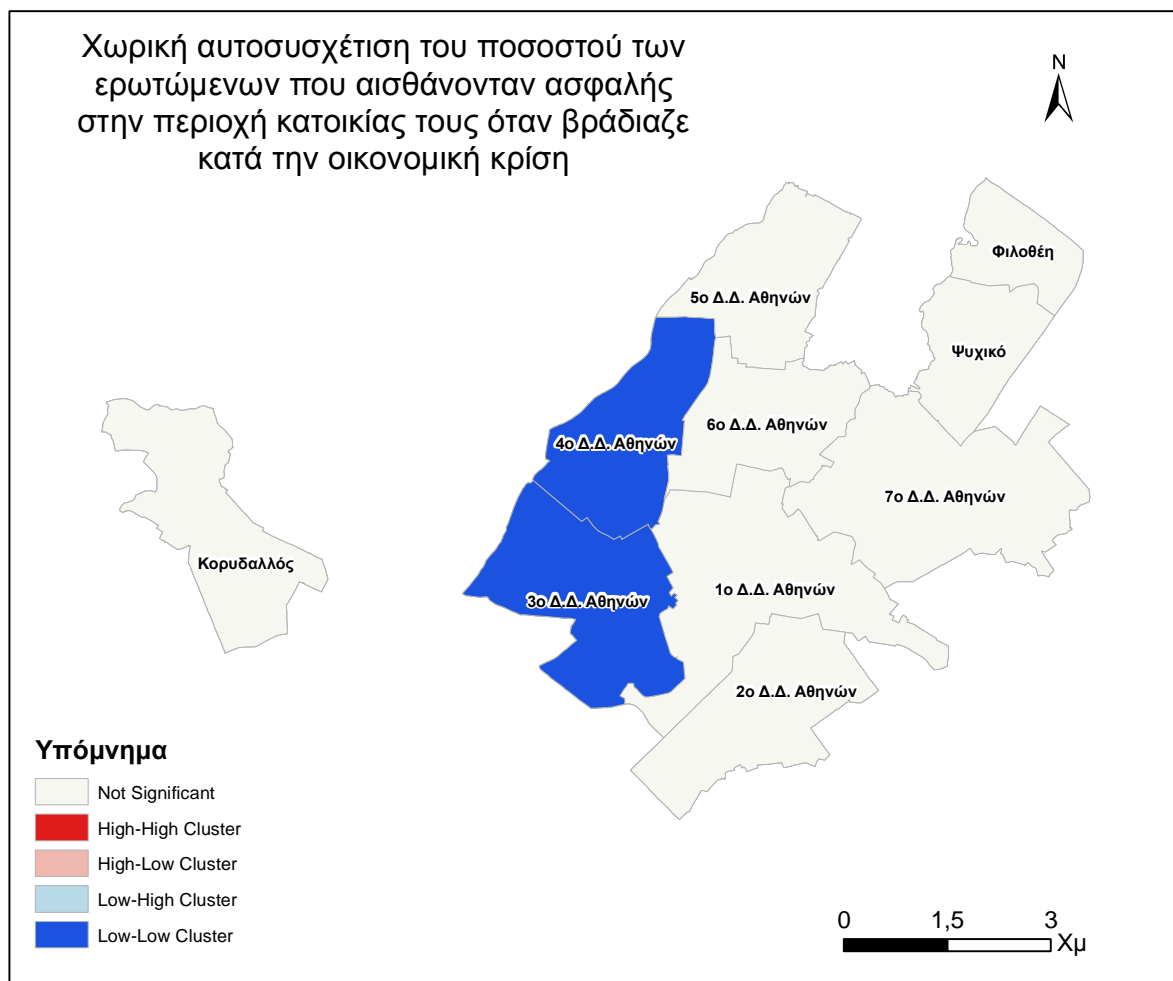 Χωρική αυτοσυσχέτιση του ποσοστού των
ερωτώμενων που αισθάνονταν ασφαλής
στην περιοχή κατοικίας τους όταν βράδιαζε
κατά την οικονομική κρίση
N
Φιλοθέη
5ο Δ.Δ. Αθηνών
Ψυχικό
6ο Δ.Δ. Αθηνών
4ο Δ.Δ. Αθηνών
7ο Δ.Δ. Αθηνών
Κορυδαλλός
1ο Δ.Δ. Αθηνών
3ο Δ.Δ. Αθηνών
2ο Δ.Δ. Αθηνών
Υπόμνημα
Not Significant
High-High Cluster
High-Low Cluster
Low-High Cluster
Low-Low Cluster
0 1,5 3
Χμ